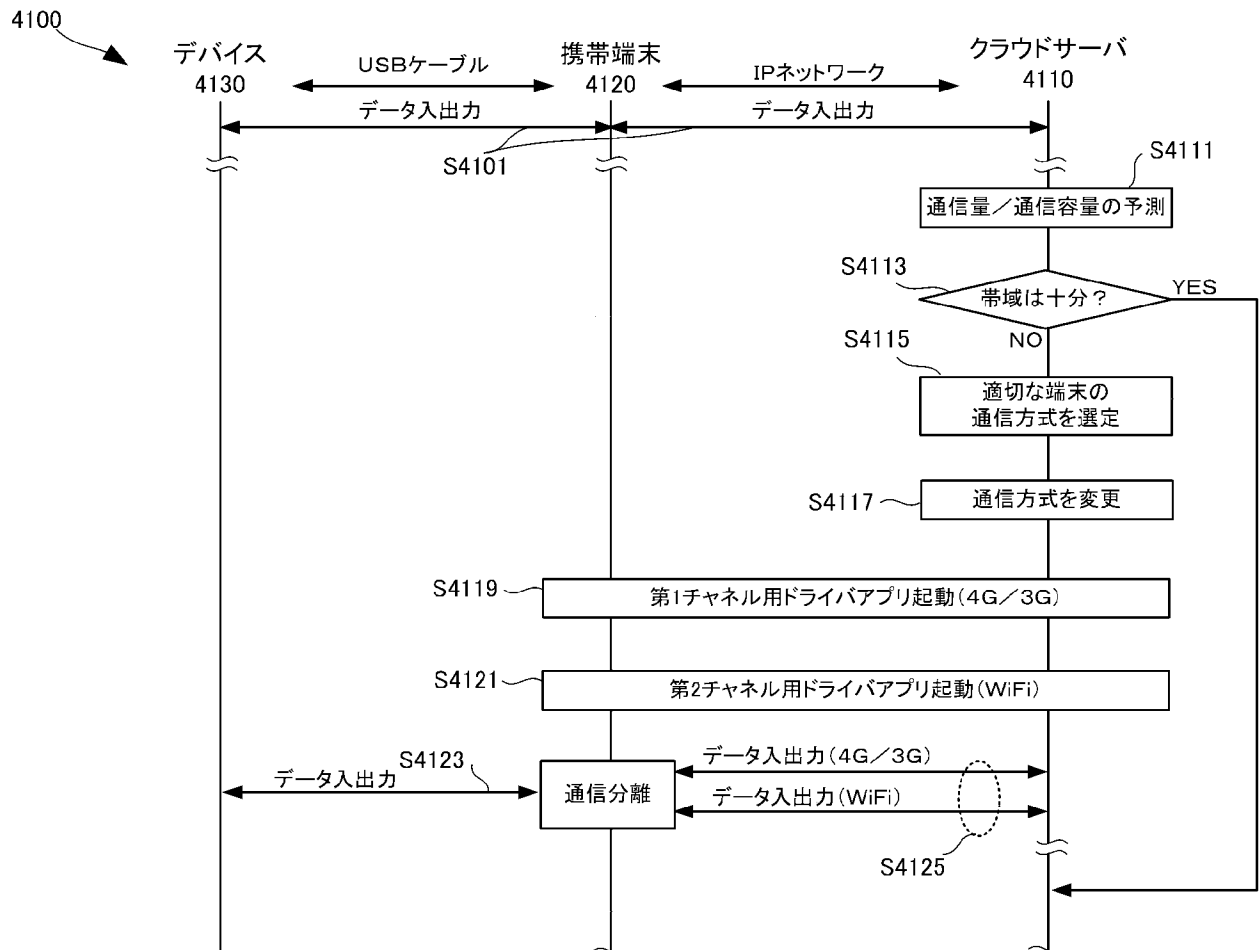 4100
デバイス
4130
USBケーブル
携帯端末
4120
IPネットワーク
クラウドサーバ
4110
データ入出力
データ入出力
S4101
S4111
通信量／通信容量の予測
S4113
帯域は十分？
YES
NO
S4115
適切な端末の
通信方式を選定
S4117
通信方式を変更
S4119
第1チャネル用ドライバアプリ起動(4G／3G)
S4121
第2チャネル用ドライバアプリ起動(WiFi)
S4123
データ入出力
通信分離
データ入出力(4G／3G)
データ入出力(WiFi)
S4125